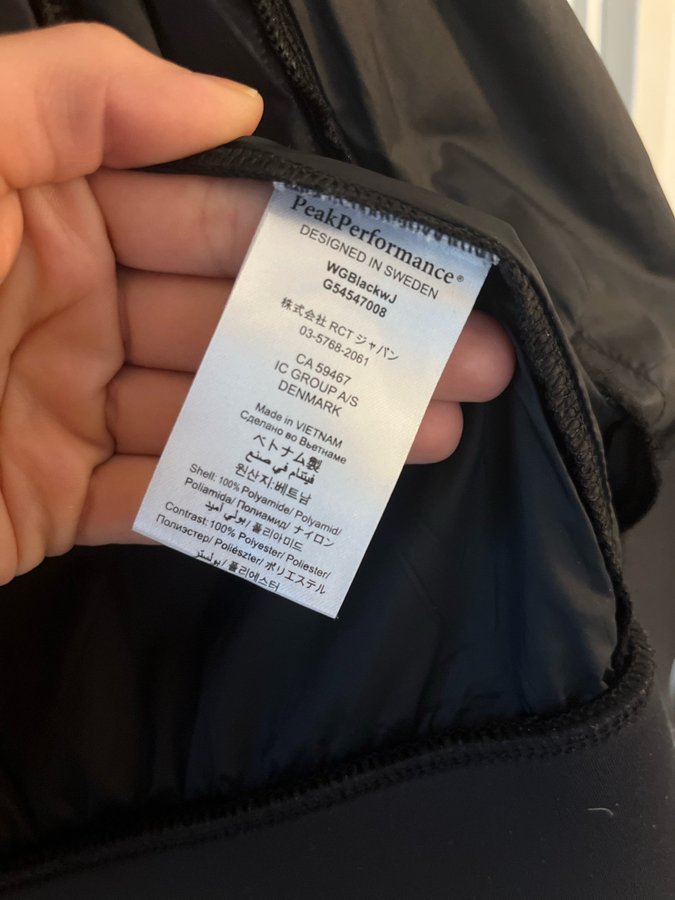 PeakPerformance®
DESIGNED IN SWEDEN
WGBlackwJ
G54547008
株式会社 RCT ジャパン
03-5768-2061
CA 59467
IC GROUP A/S
DENMARK
Made in VIETNAM
Сделано во Вьетнаме
ベトナム製
فيتنام في صنع
원산지:베트남
Shell: 100% Polyamide/ Polyamid/
Poliamida/ Полиамид/ ナイロン
بولي أميد/ 폴리아미드
Contrast: 100% Polyester/ Poliester/
Полиэстер/ Poliészter/ ポリエステル
بوليستر/ 폴리에스터